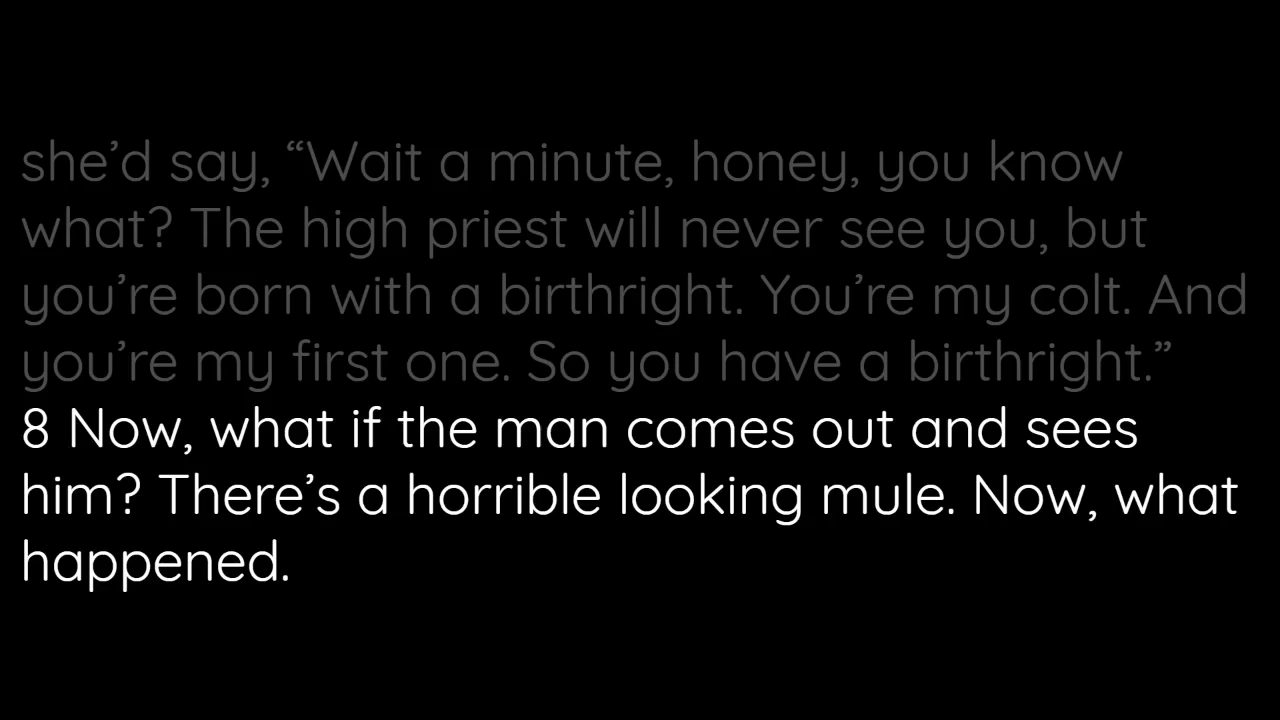 she’d say, “Wait a minute, honey, you know
what? The high priest will never see you, but
you’re born with a birthright. You’re my colt. And
you’re my first one. So you have a birthright.”
8 Now, what if the man comes out and sees
him? There’s a horrible looking mule. Now, what
happened.